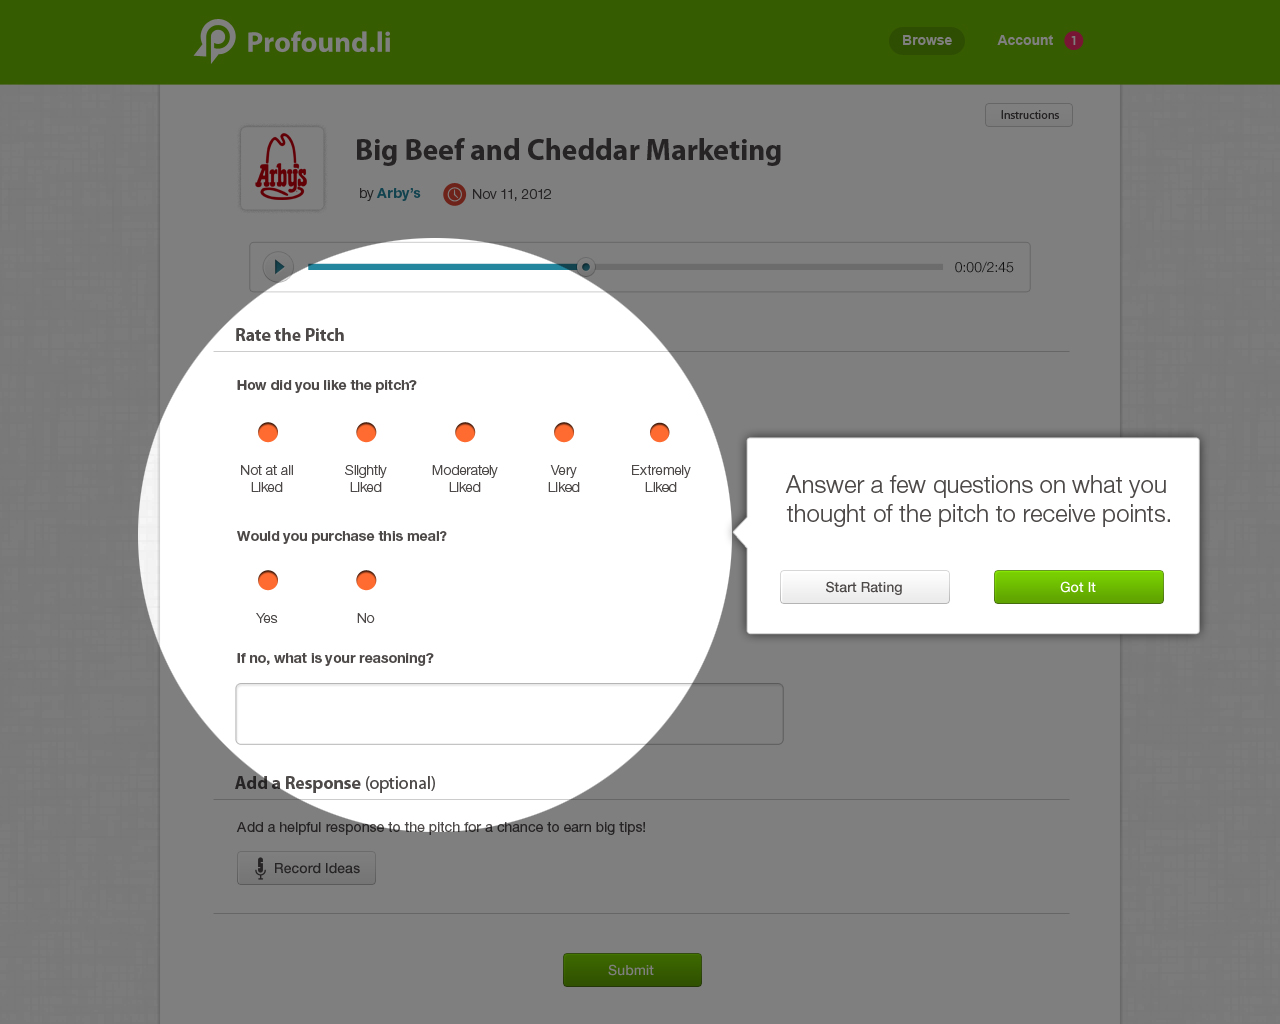 Profound.li
Browse
Account
1
Instructions
Arby's
Big Beef and Cheddar Marketing
by Arby's
Nov 11, 2012
0:00/2:45
Rate the Pitch
How did you like the pitch?
Not at all
Liked
Slightly
Liked
Moderately
Liked
Very
Liked
Extremely
Liked
Would you purchase this meal?
Yes
No
If no, what is your reasoning?
Answer a few questions on what you
thought of the pitch to receive points.
Start Rating
Got It
Add a Response (optional)
Add a helpful response to the pitch for a chance to earn big tips!
Record Ideas
Submit